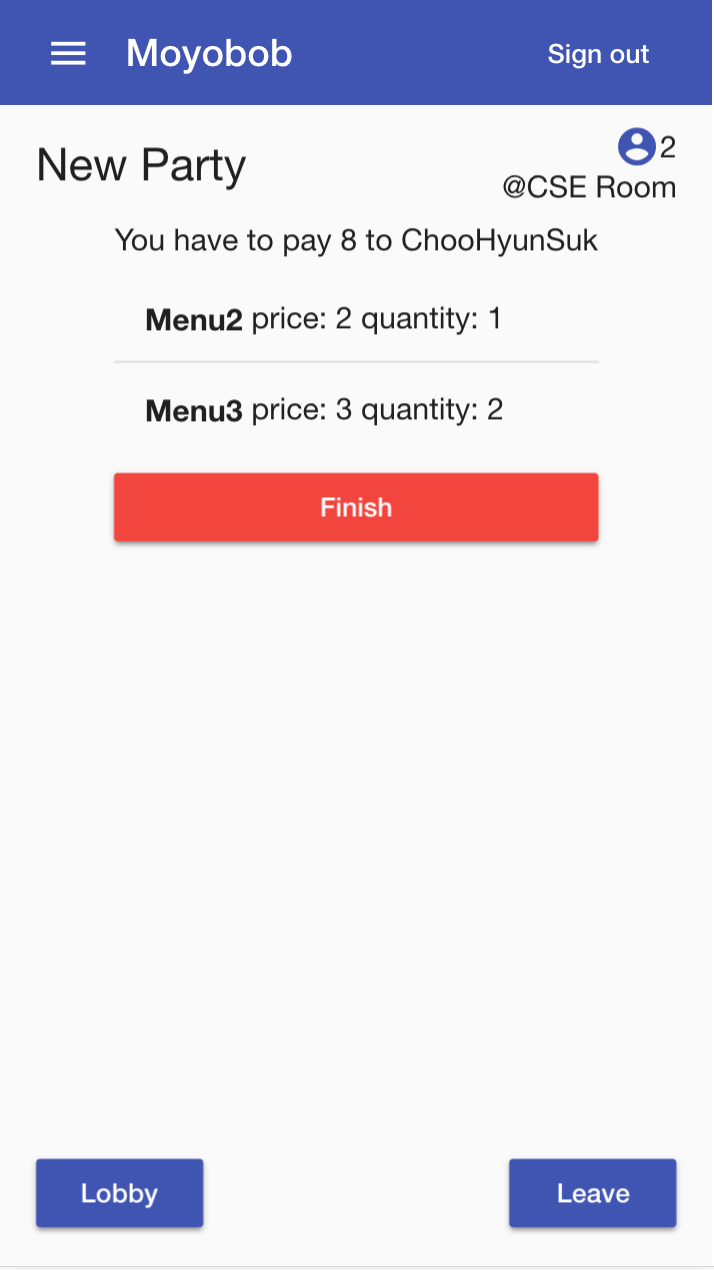 Moyobob
Sign out
New Party
2
@CSE Room
You have to pay 8 to ChooHyunSuk
Menu2 price: 2 quantity: 1
Menu3 price: 3 quantity: 2
Finish
Lobby
Leave